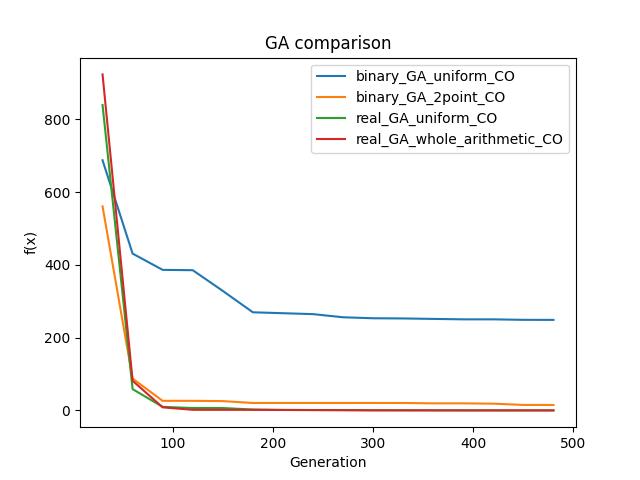 GA comparison
binary_GA_uniform_CO
binary_GA_2point_CO
real_GA_uniform_CO
real_GA_whole_arithmetic_CO
f(x)
800
600
400
200
0
100 200 300 400 500
Generation